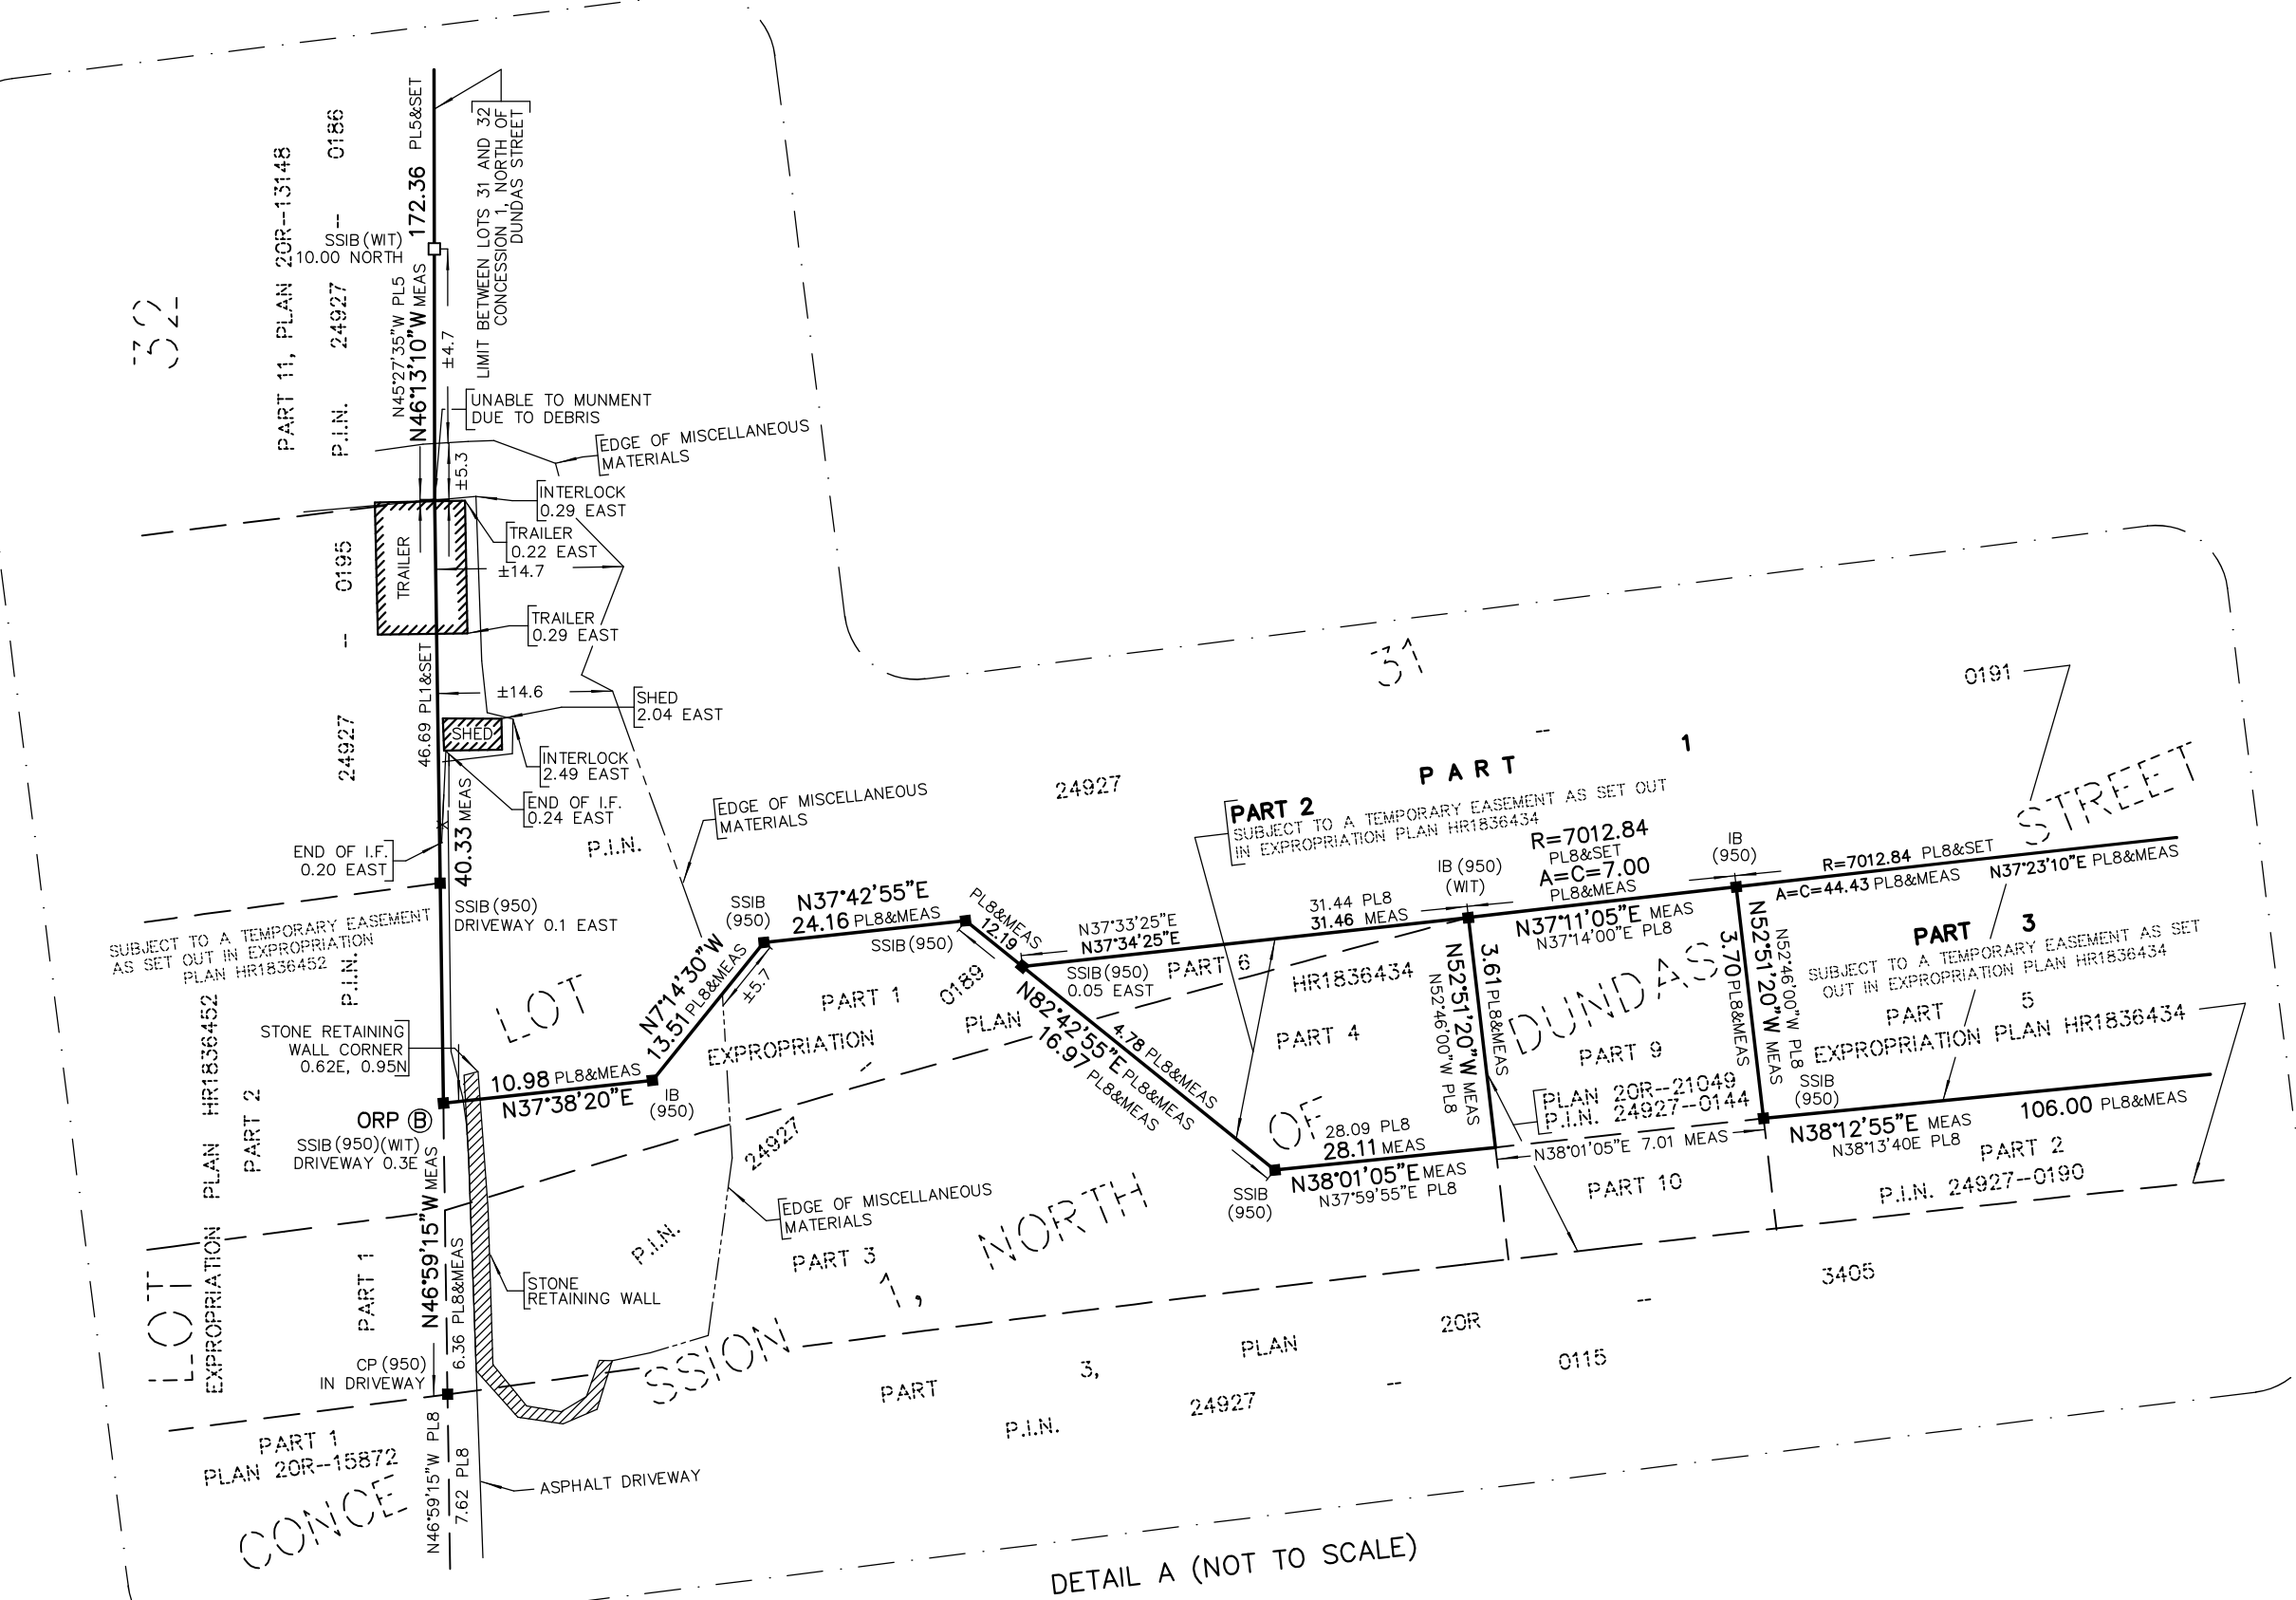 32
PART 11, PLAN 20R--13148
P.I.N. 24927 -- 0186
SSIB (WIT)
10.00 NORTH
172.36 PL5&SET
N45°27'35"W PL5
N46°13'10"W MEAS
±4.7
LIMIT BETWEEN LOTS 31 AND 32
CONCESSION 1, NORTH OF
DUNDAS STREET
UNABLE TO MUNMENT
DUE TO DEBRIS
EDGE OF MISCELLANEOUS
MATERIALS
±5.3
INTERLOCK
0.29 EAST
TRAILER
0.22 EAST
±14.7
TRAILER
TRAILER
0.29 EAST
24927 -- 0195
P.I.N.
46.69 PL1&SET
±14.6
SHED
2.04 EAST
SHED
INTERLOCK
2.49 EAST
END OF I.F.
0.24 EAST
END OF I.F.
0.20 EAST
40.33 MEAS
P.I.N.
24927
--
0189
EDGE OF MISCELLANEOUS
MATERIALS
SSIB(950)
DRIVEWAY 0.1 EAST
SUBJECT TO A TEMPORARY EASEMENT
AS SET OUT IN EXPROPRIATION
PLAN HR1836452
STONE RETAINING
WALL CORNER
0.62E, 0.95N
LOT
31
SSIB
(950)
N37°42'55"E
24.16 PL8&MEAS
SSIB(950)
N7°14'30"W
13.51 PL8&MEAS
±5.7
10.98 PL8&MEAS
N37°38'20"E
IB
(950)
ORP B
SSIB(950)(WIT)
DRIVEWAY 0.3E
PL8&MEAS
12.19
N37°33'25"E
N37°34'25"E
31.44 PL8
31.46 MEAS
SSIB(950)
0.05 EAST
PART 6
PART 1
EXPROPRIATION PLAN HR1836434
PART 4
N82°42'55"E PL8&MEAS
4.78 PL8&MEAS
16.97 PL8&MEAS
PART 1
PART 2
SUBJECT TO A TEMPORARY EASEMENT AS SET OUT
IN EXPROPRIATION PLAN HR1836434
IB (950)
(WIT)
R=7012.84
PL8&SET
A=C=7.00
PL8&MEAS
N37°11'05"E MEAS
N37°14'00"E PL8
IB
(950)
0191
STREET
R=7012.84 PL8&SET
A=C=44.43 PL8&MEAS
N37°23'10"E PL8&MEAS
3.61 PL8&MEAS
N52°51'20"W MEAS
N52°46'00"W PL8
DUNDAS
3.70 PL8&MEAS
N52°51'20"W MEAS
N52°46'00"W PL8
PART 3
SUBJECT TO A TEMPORARY EASEMENT AS SET
OUT IN EXPROPRIATION PLAN HR1836434
PART 5
EXPROPRIATION PLAN HR1836434
PART 9
PLAN 20R--21049
P.I.N. 24927--0144
SSIB
(950)
N38°12'55"E MEAS
N38°13'40E PL8
106.00 PL8&MEAS
PART 2
P.I.N. 24927--0190
N38°01'05"E 7.01 MEAS
PART 10
OF
28.09 PL8
28.11 MEAS
N38°01'05"E MEAS
N37°59'55"E PL8
SSIB
(950)
NORTH
P.I.N. 24927
EDGE OF MISCELLANEOUS
MATERIALS
PART 3
STONE
RETAINING WALL
EXPROPRIATION PLAN HR1836452
PART 2
PART 1
LOT
N46°59'15"W MEAS
6.36 PL8&MEAS
CP (950)
IN DRIVEWAY
PART 1
PLAN 20R--15872
CONCE
SSION 1,
N46°59'15"W PL8
7.62 PL8
ASPHALT DRIVEWAY
PART 3, PLAN 20R -- 3405
P.I.N. 24927 -- 0115
P.I.N.
DETAIL A (NOT TO SCALE)